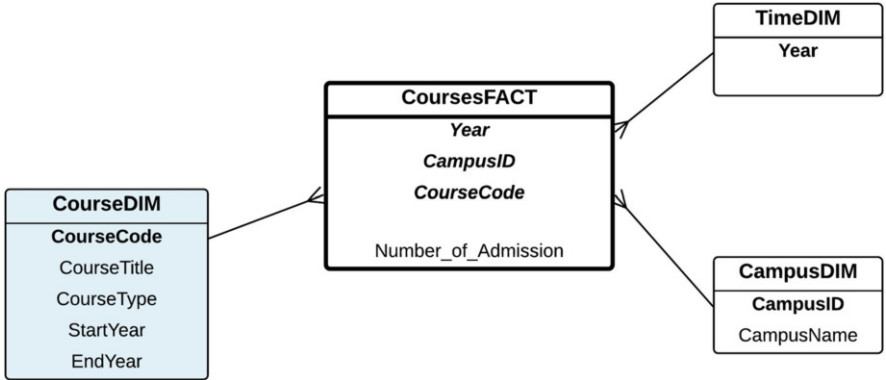 TimeDIM
Year
CoursesFACT
Year
CampusID
CourseCode
Number_of_Admission
CourseDIM
CourseCode
CourseTitle
CourseType
StartYear
EndYear
CampusDIM
CampusID
CampusName